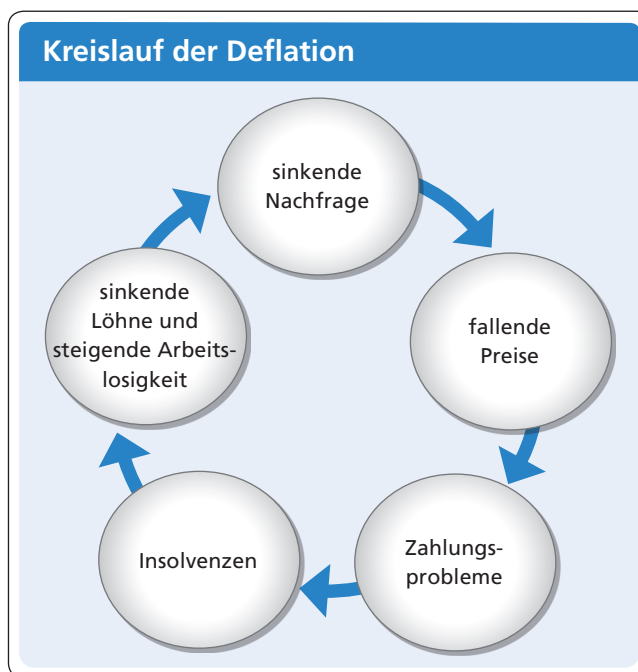 Kreislauf der Deflation
sinkende
Nachfrage
fallende
Preise
Zahlungs-
probleme
Insolvenzen
sinkende
Löhne und
steigende Arbeits-
losigkeit